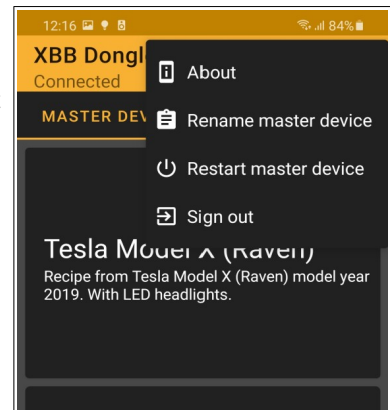 12:16 84%
XBB Dongl
Connected
MASTER DEV
About
Rename master device
Restart master device
Sign out
Tesla Model X (Raven)
Recipe from Tesla Model X (Raven) model year
2019. With LED headlights.